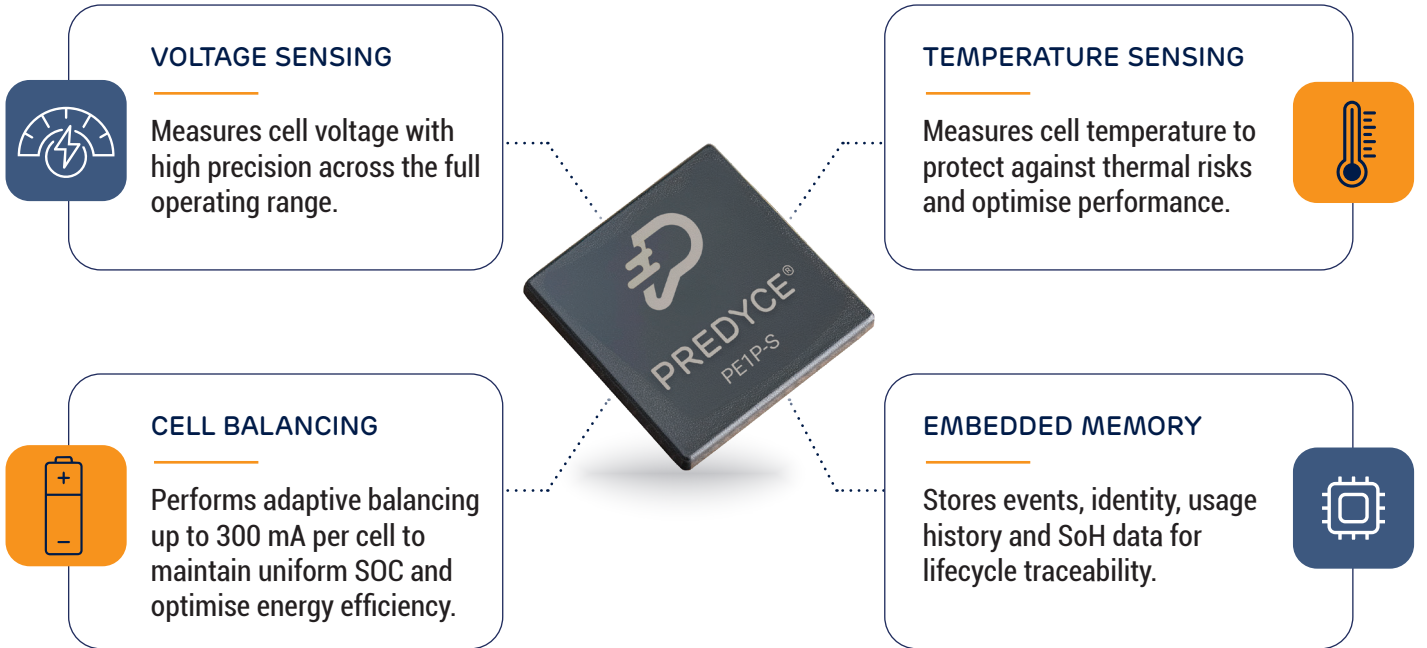 VOLTAGE SENSING
Measures cell voltage with
high precision across the full
operating range.
TEMPERATURE SENSING
Measures cell temperature to
protect against thermal risks
and optimise performance.
PREDYCE®
PE1P-S
CELL BALANCING
Performs adaptive balancing
up to 300 mA per cell to
maintain uniform SOC and
optimise energy efficiency.
EMBEDDED MEMORY
Stores events, identity, usage
history and SoH data for
lifecycle traceability.